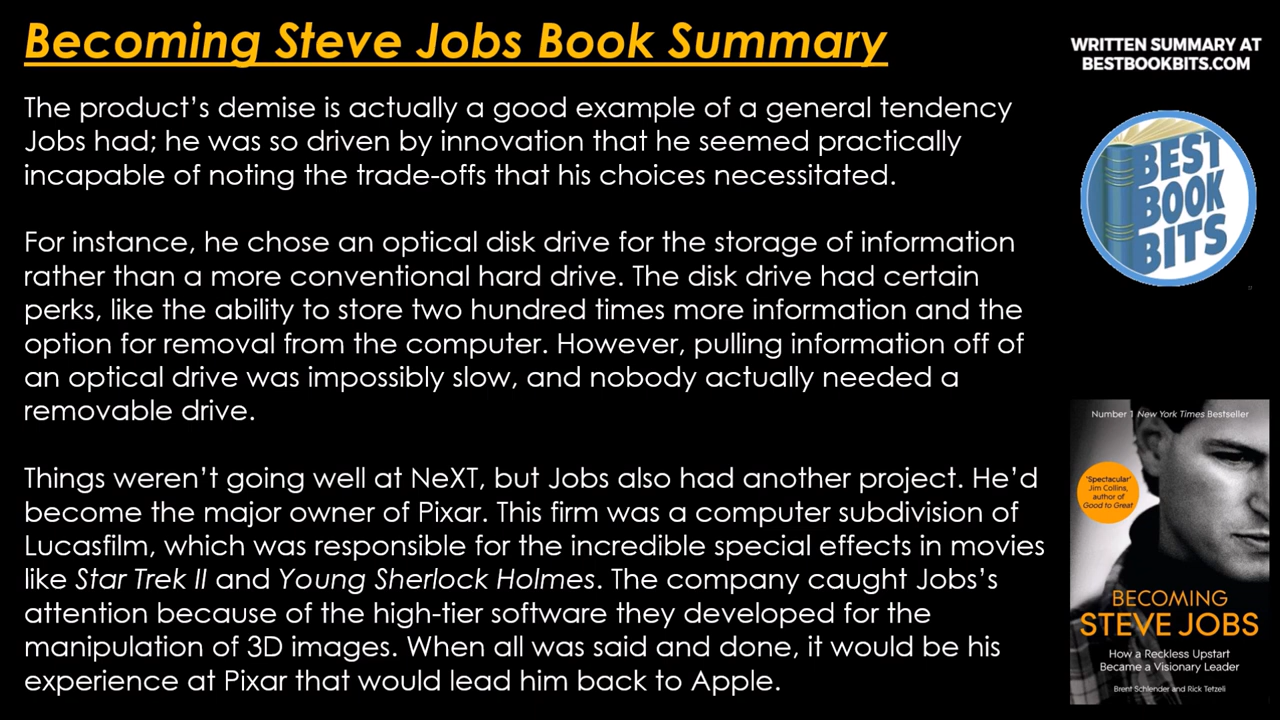 Becoming Steve Jobs Book Summary
WRITTEN SUMMARY AT
BESTBOOKBITS.COM
The product’s demise is actually a good example of a general tendency
Jobs had; he was so driven by innovation that he seemed practically
incapable of noting the trade-offs that his choices necessitated.
For instance, he chose an optical disk drive for the storage of information
rather than a more conventional hard drive. The disk drive had certain
perks, like the ability to store two hundred times more information and the
option for removal from the computer. However, pulling information off of
an optical drive was impossibly slow, and nobody actually needed a
removable drive.
Things weren’t going well at NeXT, but Jobs also had another project. He’d
become the major owner of Pixar. This firm was a computer subdivision of
Lucasfilm, which was responsible for the incredible special effects in movies
like Star Trek II and Young Sherlock Holmes. The company caught Jobs’s
attention because of the high-tier software they developed for the
manipulation of 3D images. When all was said and done, it would be his
experience at Pixar that would lead him back to Apple.
BEST
BOOK
BITS
Number 1 New York Times Bestseller
'Spectacular'
Jim Collins,
author of
Good to Great
BECOMING
STEVE JOBS
How a Reckless Upstart
Became a Visionary Leader
Brent Schlender and Rick Tetzeli